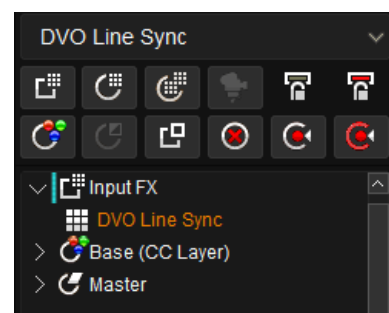 DVO Line Sync
Input FX
DVO Line Sync
Base (CC Layer)
Master